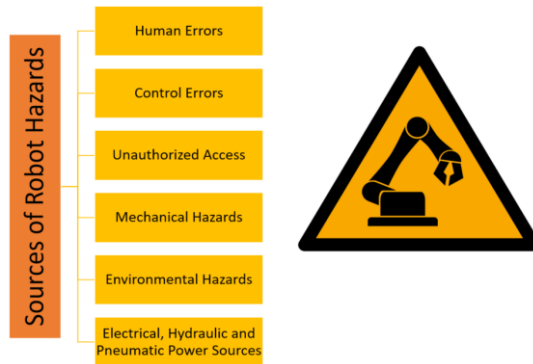 Sources of Robot Hazards
Human Errors
Control Errors
Unauthorized Access
Mechanical Hazards
Environmental Hazards
Electrical, Hydraulic and
Pneumatic Power Sources